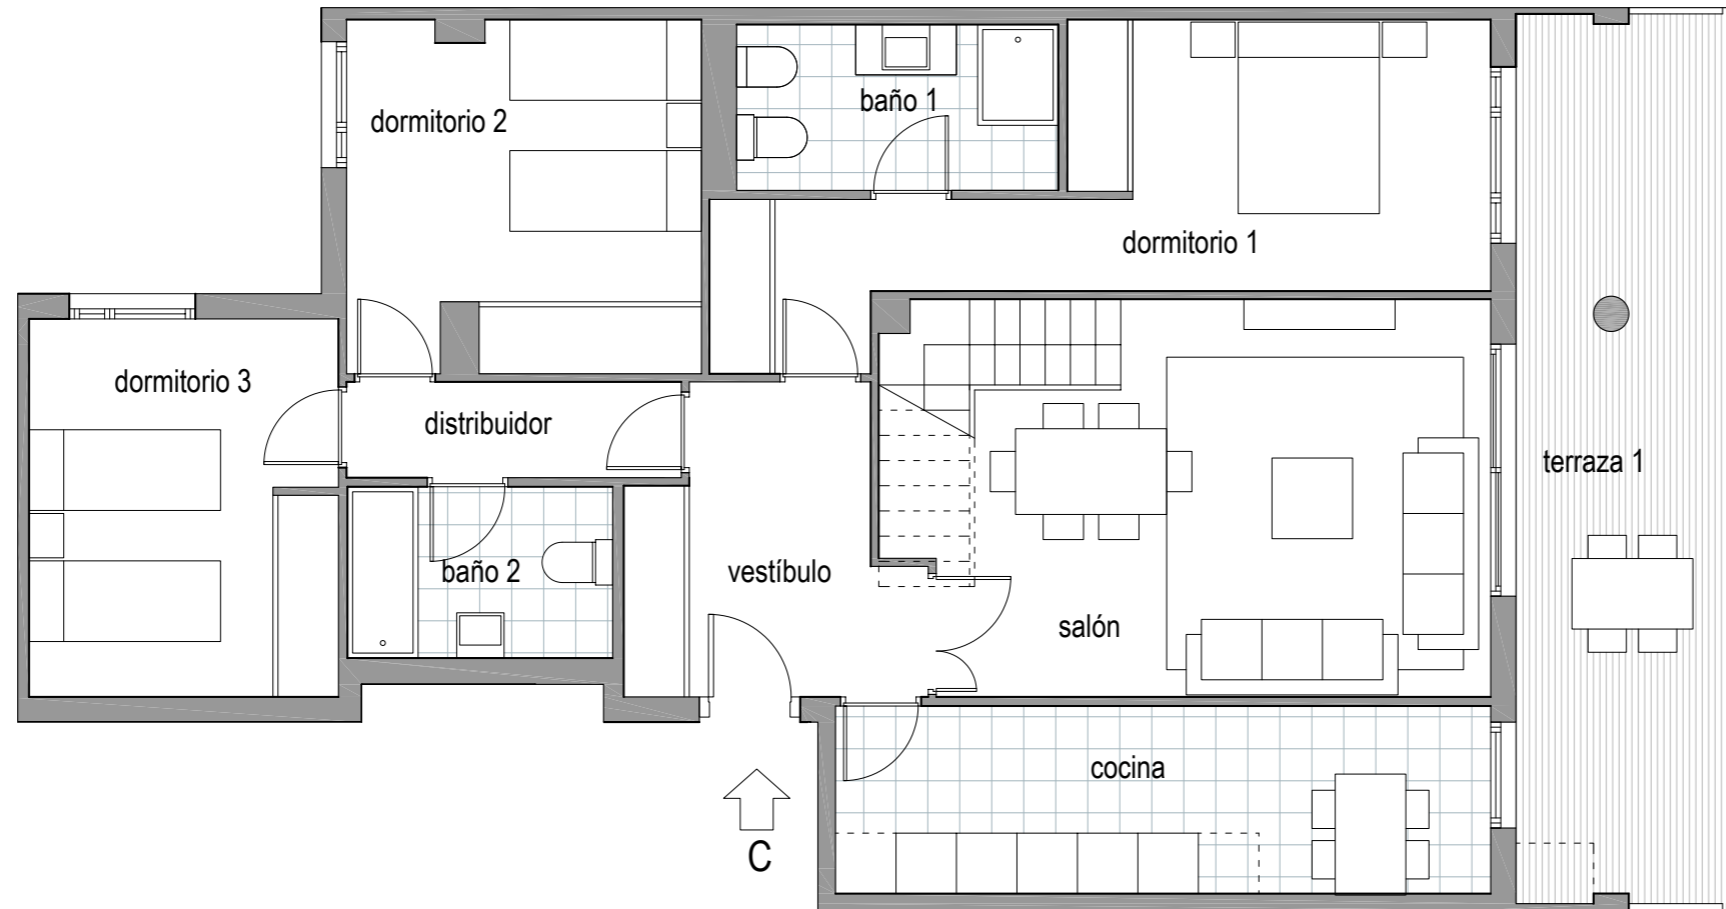 baño 1
dormitorio 2
dormitorio 1
dormitorio 3
distribuidor
terraza 1
baño 2
vestíbulo
salón
cocina
C